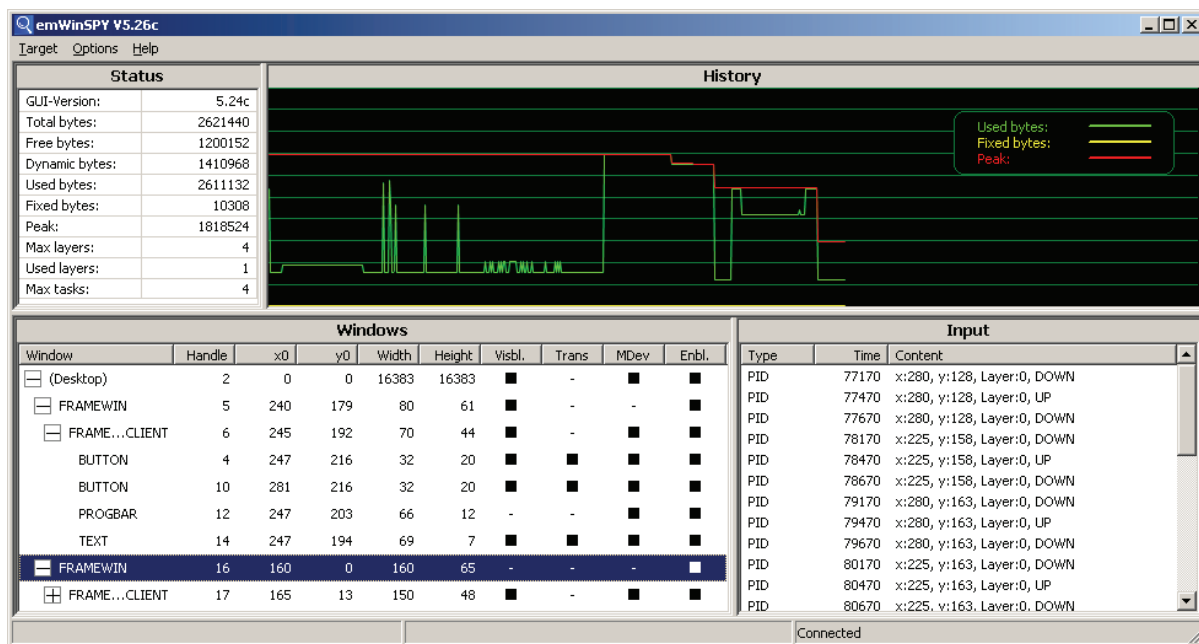 emWinSPY V5.26c
Target Options Help
Status
GUI-Version: 5.24c
Total bytes: 2621440
Free bytes: 1200152
Dynamic bytes: 1410968
Used bytes: 2611132
Fixed bytes: 10308
Peak: 1818524
Max layers: 4
Used layers: 1
Max tasks: 4
History
Used bytes:
Fixed bytes:
Peak:
Windows
Window Handle x0 y0 Width Height Visbl. Trans MDev Enbl.
(Desktop) 2 0 0 16383 16383 -
FRAMEWIN 5 240 179 80 61 - -
FRAME...CLIENT 6 245 192 70 44 -
BUTTON 4 247 216 32 20
BUTTON 10 281 216 32 20
PROGBAR 12 247 203 66 12 - -
TEXT 14 247 194 69 7
FRAMEWIN 16 160 0 160 65 - - -
FRAME...CLIENT 17 165 13 150 48 -
Input
Type Time Content
PID 77170 x:280, y:128, Layer:0, DOWN
PID 77470 x:280, y:128, Layer:0, UP
PID 77670 x:280, y:128, Layer:0, DOWN
PID 78170 x:225, y:158, Layer:0, DOWN
PID 78470 x:225, y:158, Layer:0, UP
PID 78670 x:225, y:158, Layer:0, DOWN
PID 79170 x:280, y:163, Layer:0, DOWN
PID 79470 x:280, y:163, Layer:0, UP
PID 79670 x:280, y:163, Layer:0, DOWN
PID 80170 x:225, y:163, Layer:0, DOWN
PID 80470 x:225, y:163, Layer:0, UP
PID 80670 x:225, y:163, Layer:0, DOWN
Connected